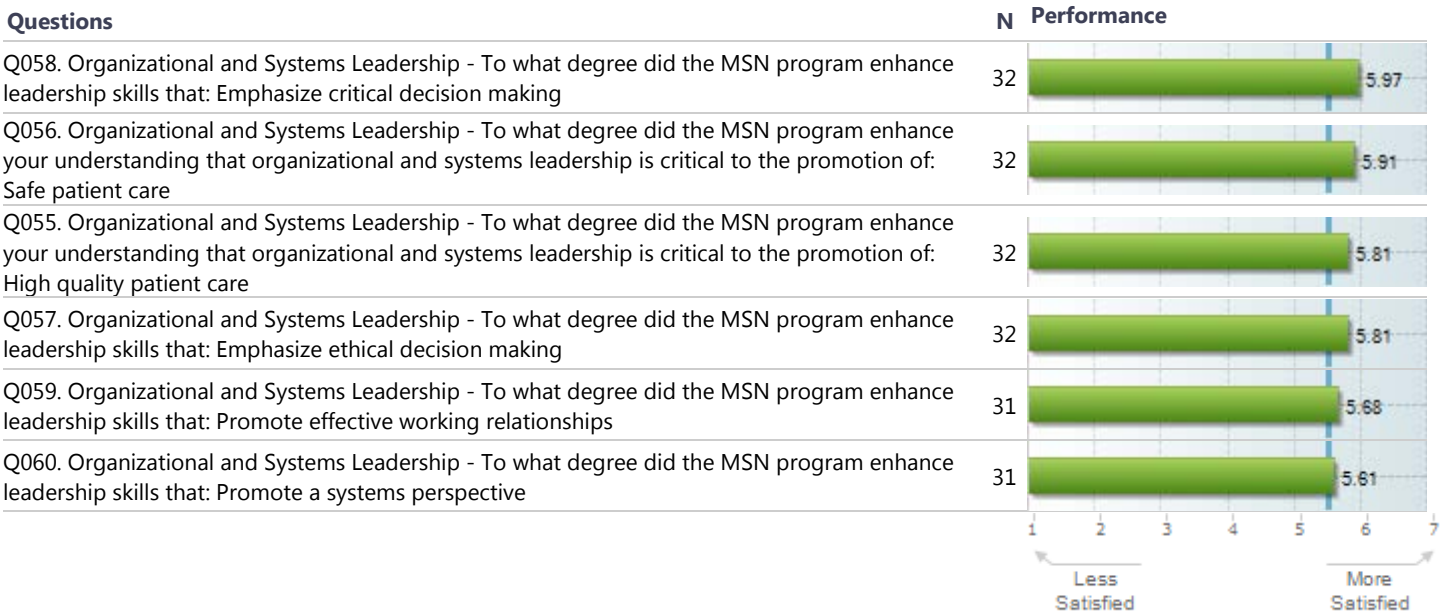 Questions N Performance
Q058. Organizational and Systems Leadership - To what degree did the MSN program enhance
leadership skills that: Emphasize critical decision making
32
5.97
Q056. Organizational and Systems Leadership - To what degree did the MSN program enhance
your understanding that organizational and systems leadership is critical to the promotion of:
Safe patient care
32
5.91
Q055. Organizational and Systems Leadership - To what degree did the MSN program enhance
your understanding that organizational and systems leadership is critical to the promotion of:
High quality patient care
32
5.81
Q057. Organizational and Systems Leadership - To what degree did the MSN program enhance
leadership skills that: Emphasize ethical decision making
32
5.81
Q059. Organizational and Systems Leadership - To what degree did the MSN program enhance
leadership skills that: Promote effective working relationships
31
5.68
Q060. Organizational and Systems Leadership - To what degree did the MSN program enhance
leadership skills that: Promote a systems perspective
31
5.61
1 2 3 4 5 6 7
Less
Satisfied
More
Satisfied